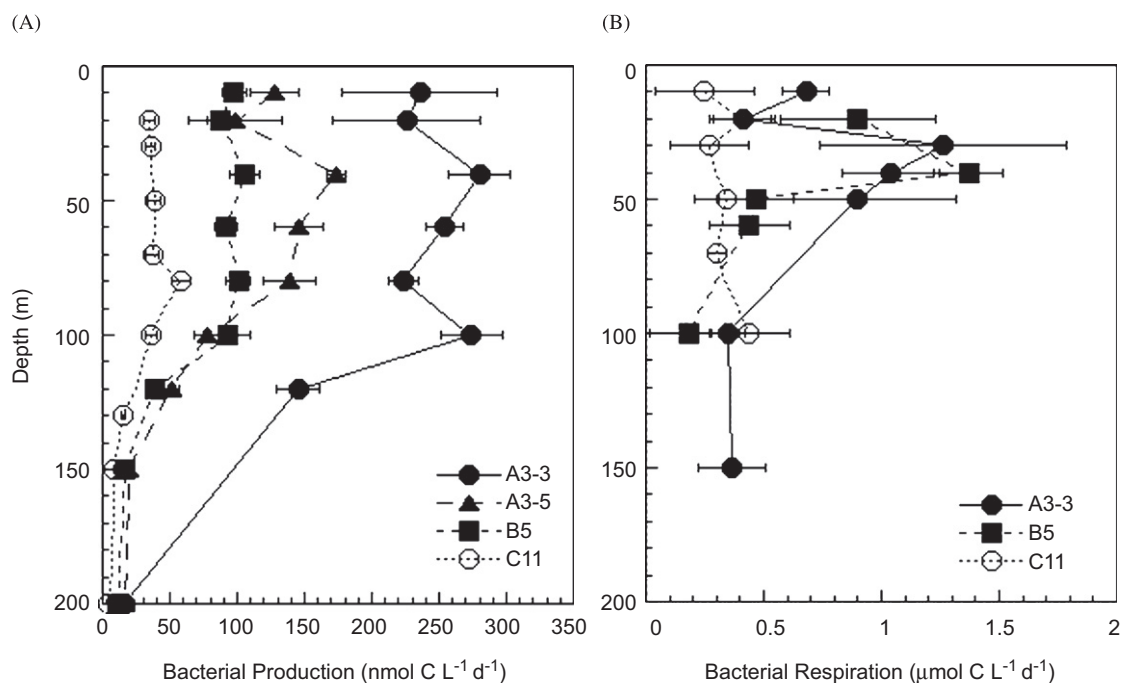 (A)
0
50
100
150
200
Depth (m)
0 50 100 150 200 250 300 350
Bacterial Production (nmol C L-1 d-1)
A3-3
A3-5
B5
C11
(B)
0
50
100
150
200
0 0.5 1 1.5 2
Bacterial Respiration (μmol C L-1 d-1)
A3-3
B5
C11